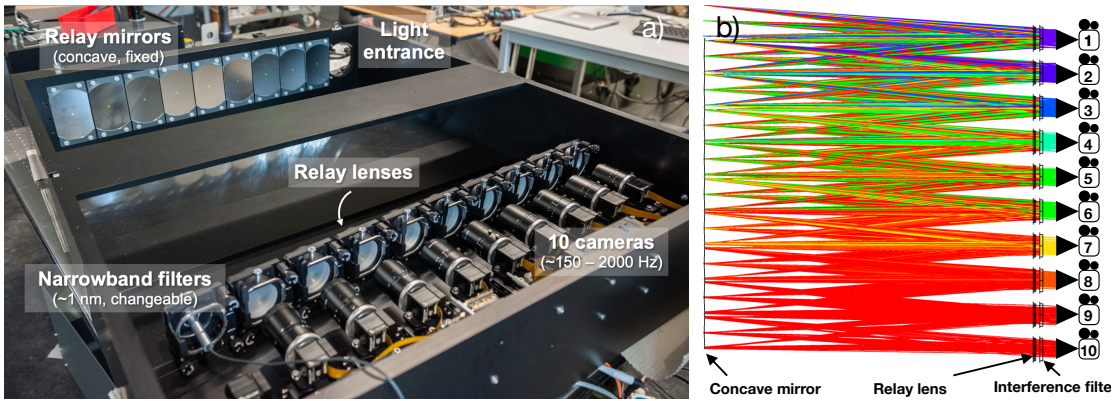 Relay mirrors
(concave, fixed)
Light
entrance
a)
Relay lenses
10 cameras
(~150 – 2000 Hz)
Narrowband filters
(~1 nm, changeable)
b)
1
2
3
4
5
6
7
8
9
10
Concave mirror
Relay lens
Interference filte